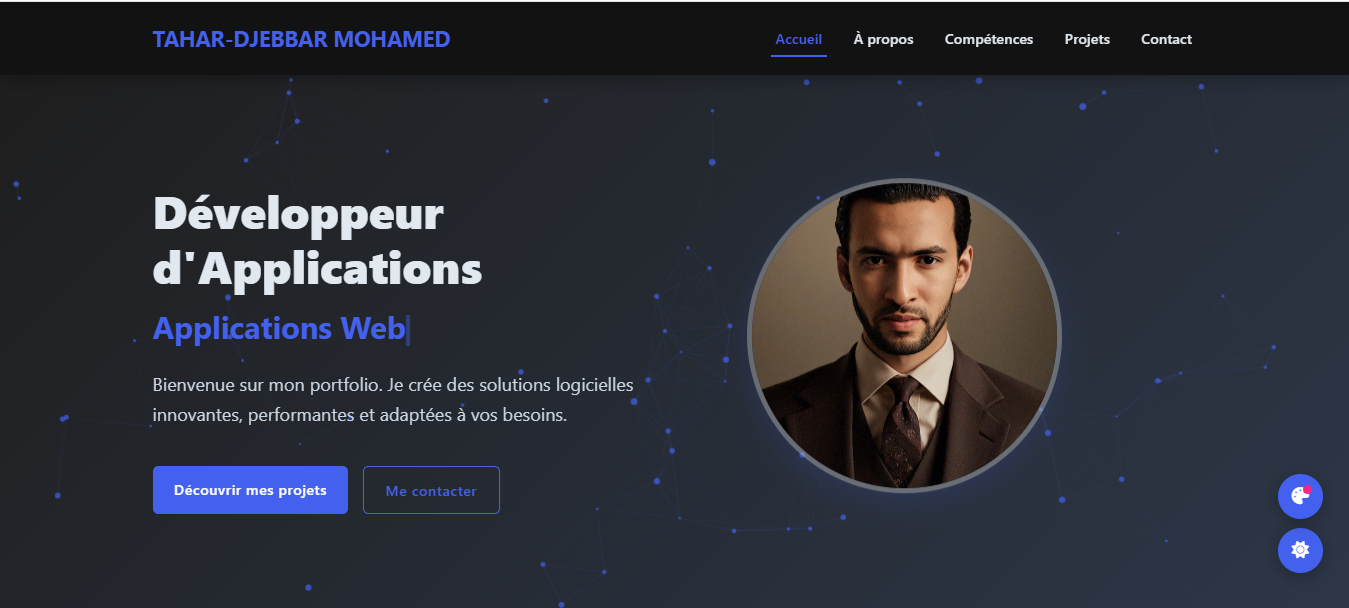 TAHAR-DJEBBAR MOHAMED
Accueil À propos Compétences Projets Contact
Développeur
d'Applications
Applications Web
Bienvenue sur mon portfolio. Je crée des solutions logicielles
innovantes, performantes et adaptées à vos besoins.
Découvrir mes projets Me contacter